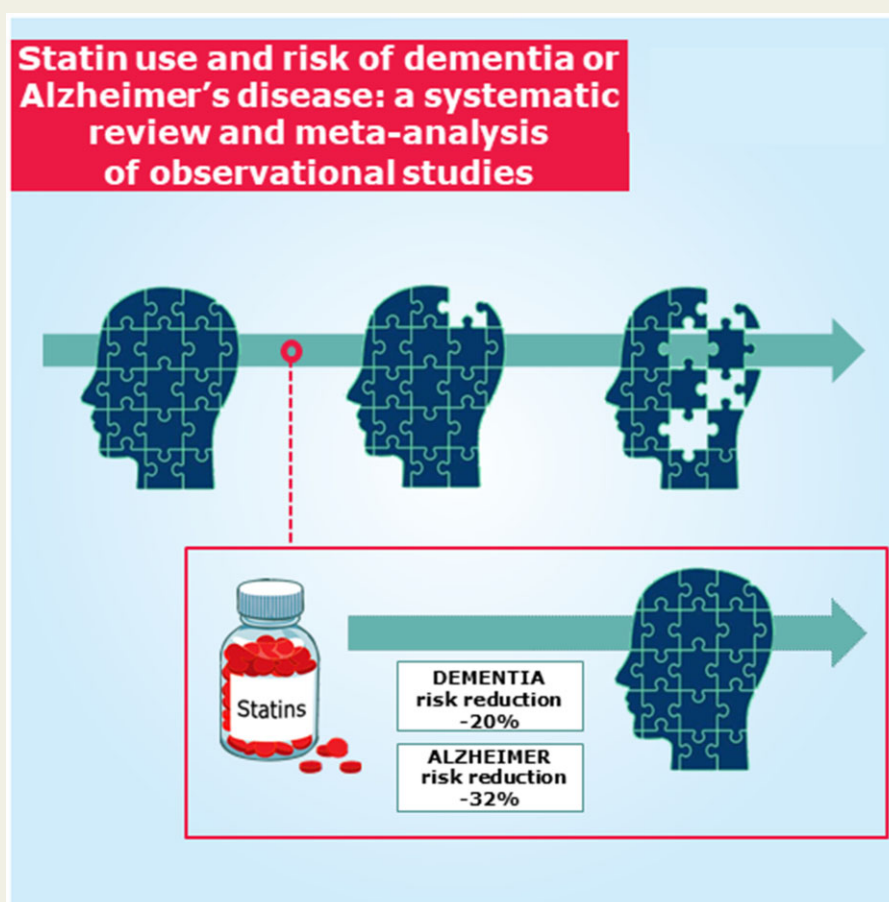 Statin use and risk of dementia or
Alzheimer’s disease: a systematic
review and meta-analysis
of observational studies
Statins
DEMENTIA
risk reduction
-20%
ALZHEIMER
risk reduction
-32%